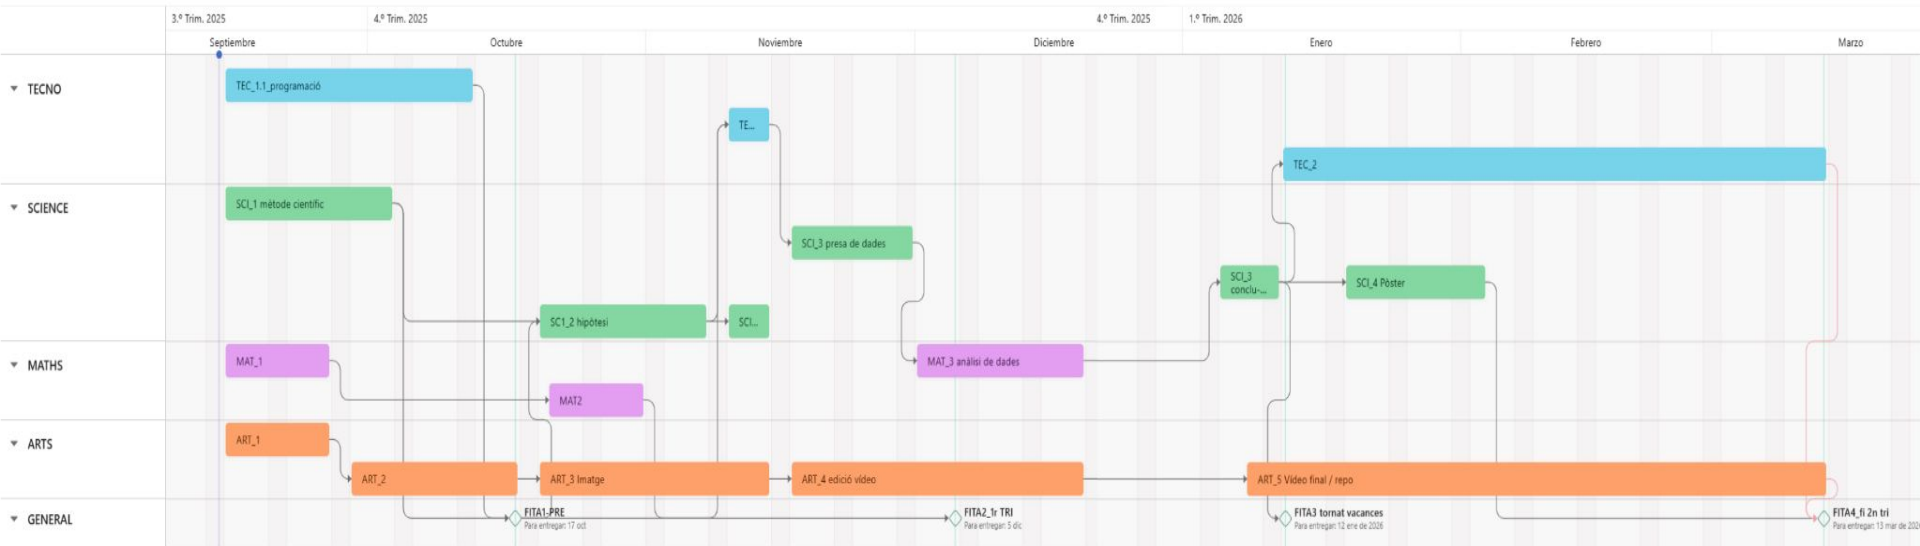 3.º Trim. 2025
4.º Trim. 2025
4.º Trim. 2025
1.º Trim. 2026
Septiembre
Octubre
Noviembre
Diciembre
Enero
Febrero
Marzo
TECNO
TEC_1.1_programació
TE...
TEC_2
SCIENCE
SCI_1 mètode científic
SCI_3 presa de dades
SCI_3
conclu-...
SCI_4 Pòster
SC1_2 hipòtesi
SCI...
MATHS
MAT_1
MAT_3 anàlisi de dades
MAT2
ARTS
ART_1
ART_2
ART_3 Imatge
ART_4 edició vídeo
ART_5 Vídeo final / repo
GENERAL
FITA1-PRE
Para entregar: 17 oct
FITA2_1r TRI
Para entregar: 5 dic
FITA3 tornat vacances
Para entregar: 12 ene de 2026
FITA4_fi 2n tri
Para entregar: 13 mar de 202